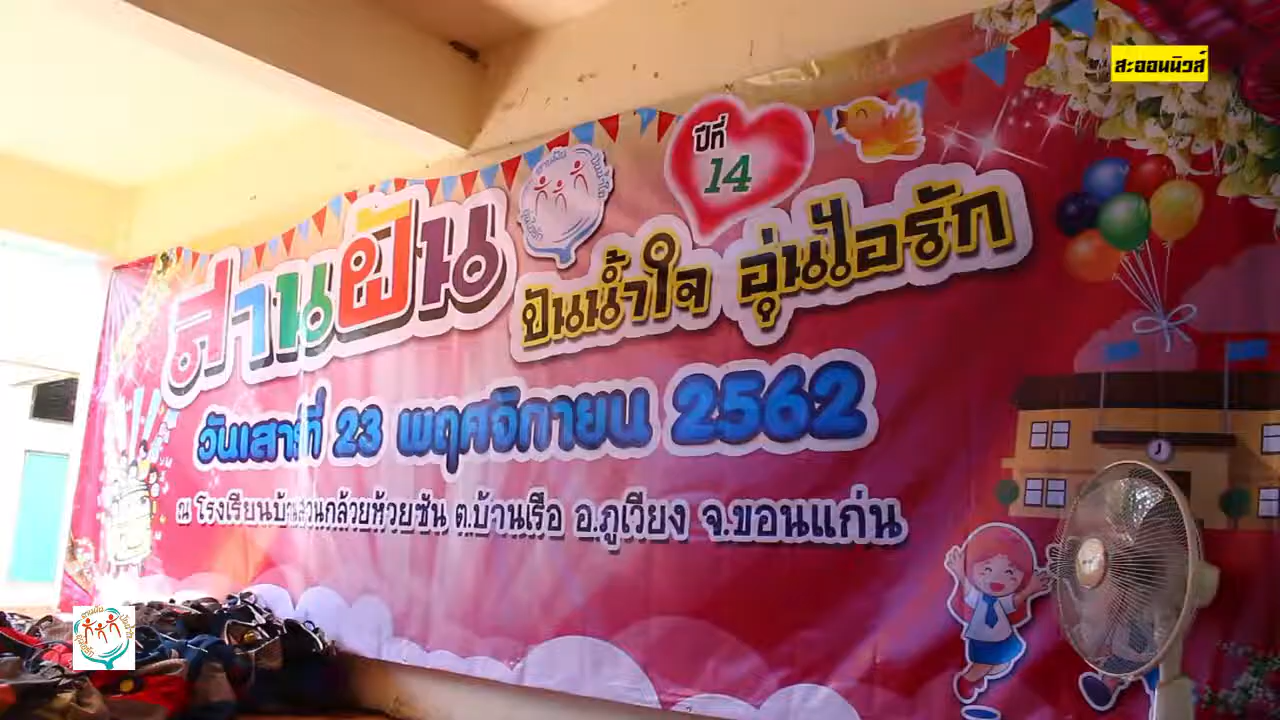 สะออนนิวส์
ปีที่
14
สานฝัน
ปันน้ำใจ อุ่นไอรัก
วันเสาร์ที่ 23 พฤศจิกายน 2562
ณ โรงเรียนบ้านสวนกล้วยห้วยซัน ต.บ้านเรือ อ.ภูเวียง จ.ขอนแก่น